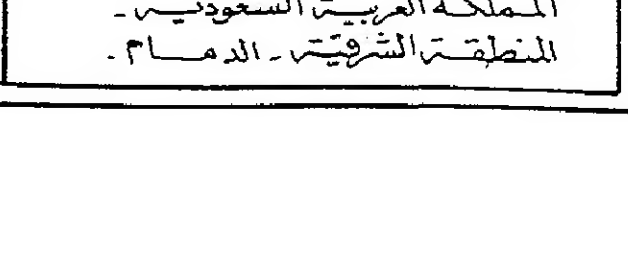 المملكة العربية السعودية -
المنطقة الشرقية - الدمام .